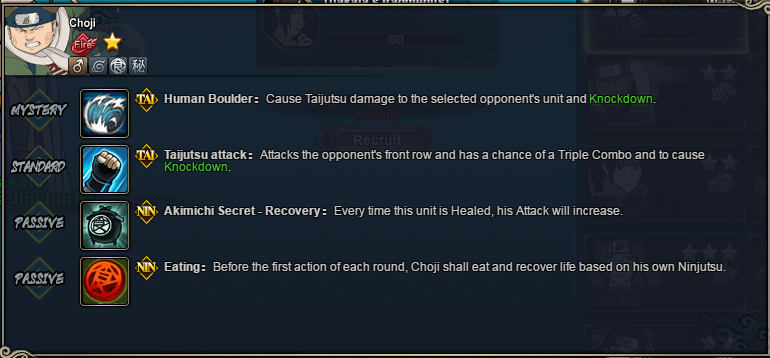 Choji
Fire
秘
/80
Recruit
MYSTERY
TAI
Human Boulder: Cause Taijutsu damage to the selected opponent's unit and Knockdown.
STANDARD
TAI
Taijutsu attack: Attacks the opponent's front row and has a chance of a Triple Combo and to cause
Knockdown.
PASSIVE
NIN
Akimichi Secret - Recovery: Every time this unit is Healed, his Attack will increase.
PASSIVE
NIN
Eating: Before the first action of each round, Choji shall eat and recover life based on his own Ninjutsu.